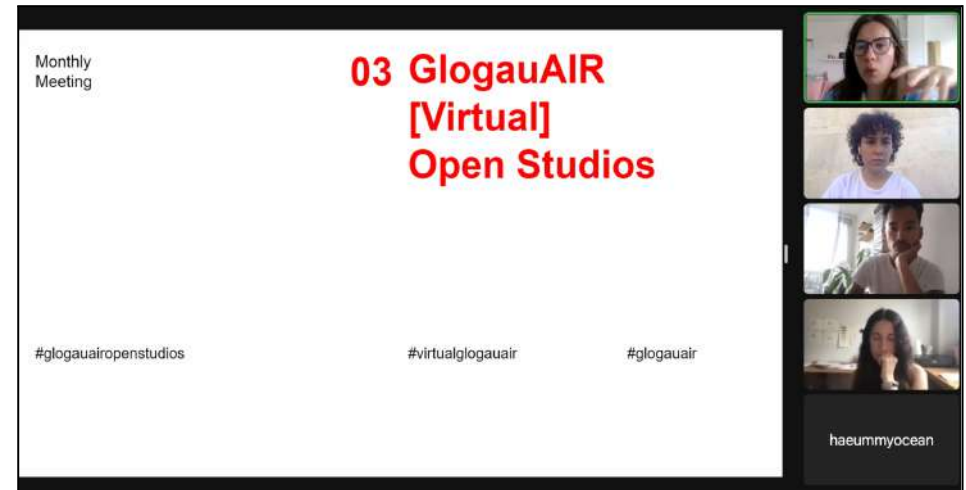 Monthly
Meeting
03 GlogauAIR
[Virtual]
Open Studios
#glogauairopenstudios
#virtualglogauair
#glogauair
haeummyocean